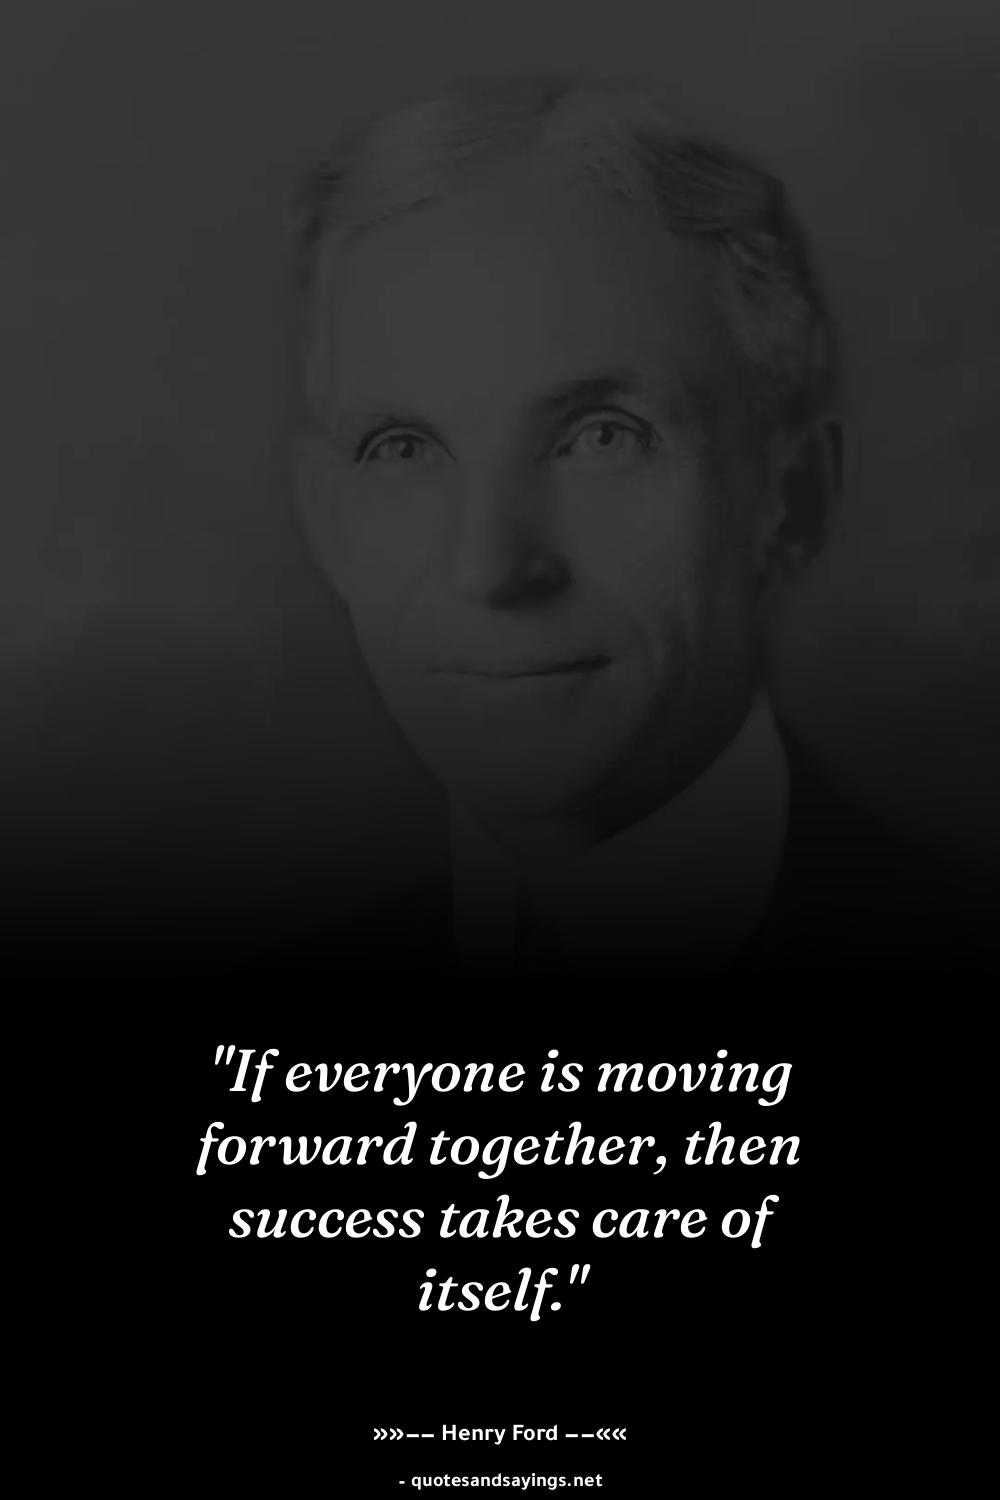 "If everyone is moving
forward together, then
success takes care of
itself."
»»−− Henry Ford −−««
- quotesandsayings.net